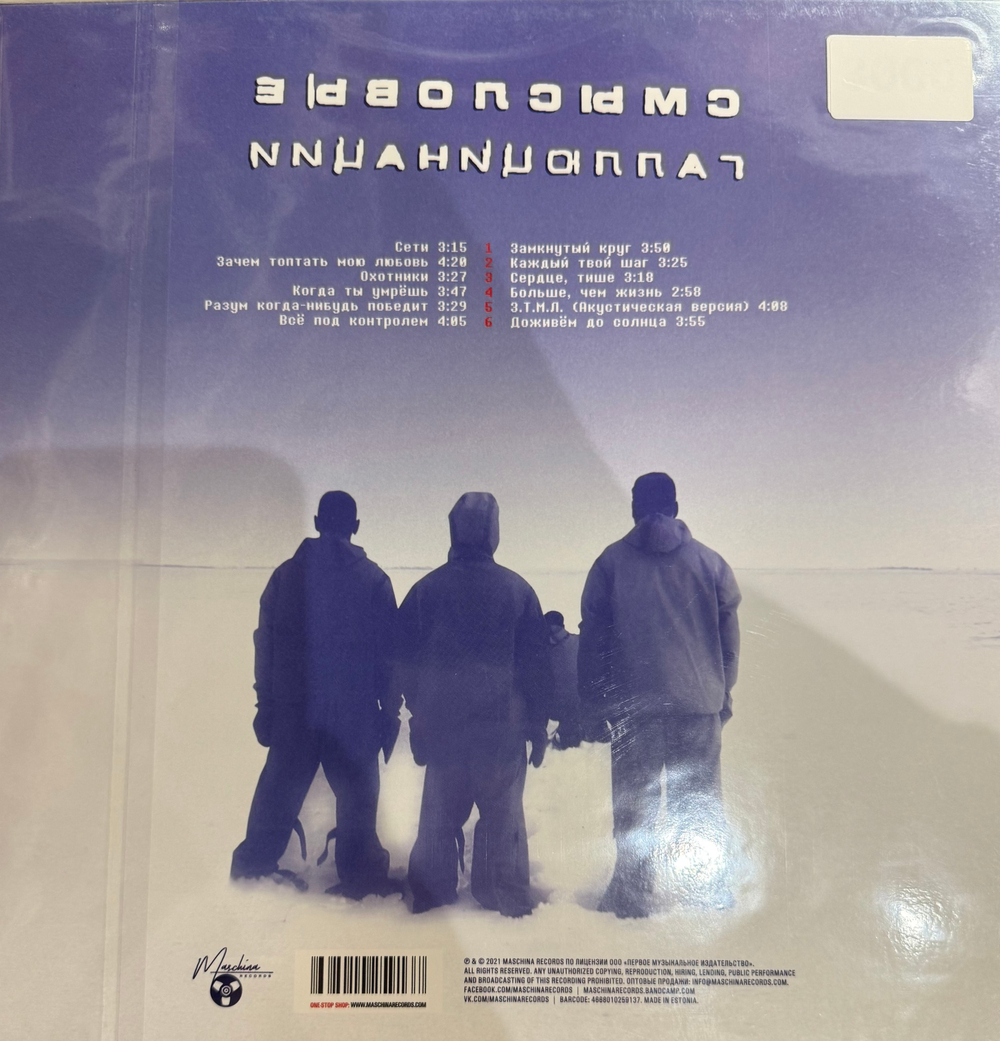 СМЫСЛОВЫЕ
ГАЛЛЮЦИНАЦИИ
Сети 3:15 1 Замкнутый круг 3:50
Зачем топтать мою любовь 4:20 2 Каждый твой шаг 3:25
Охотники 3:27 3 Сердце, тише 3:18
Когда ты умрёшь 3:47 4 Больше, чем жизнь 2:58
Разум когда-нибудь победит 3:29 5 З.Т.М.Л. (Акустическая версия) 4:08
Всё под контролем 4:05 6 Доживём до солнца 3:55
Maschina
RECORDS
ONE STOP SHOP: WWW.MASCHINARECORDS.COM
℗ & © 2021 MASCHINA RECORDS ПО ЛИЦЕНЗИИ ООО «ПЕРВОЕ МУЗЫКАЛЬНОЕ ИЗДАТЕЛЬСТВО».
ALL RIGHTS RESERVED. ANY UNAUTHORIZED COPYING, REPRODUCTION, HIRING, LENDING, PUBLIC PERFORMANCE
AND BROADCASTING OF THIS RECORDING PROHIBITED. ОПТОВЫЕ ПРОДАЖИ: INFO@MASCHINARECORDS.COM.
FACEBOOK.COM/MASCHINARECORDS | MASCHINARECORDS.BANDCAMP.COM
VK.COM/MASCHINARECORDS | BARCODE: MADE IN ESTONIA.